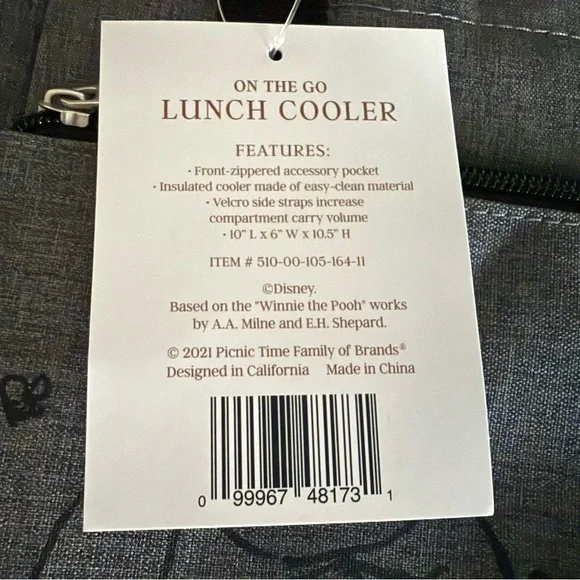 ON THE GO
LUNCH COOLER
FEATURES:
• Front-zippered accessory pocket
• Insulated cooler made of easy-clean material
• Velcro side straps increase
compartment carry volume
• 10" L x 6" W x 10.5" H
ITEM # 510-00-105-164-11
©Disney.
Based on the "Winnie the Pooh" works
by A.A. Milne and E.H. Shepard.
© 2021 Picnic Time Family of Brands®
Designed in California Made in China
0 99967 48173 1